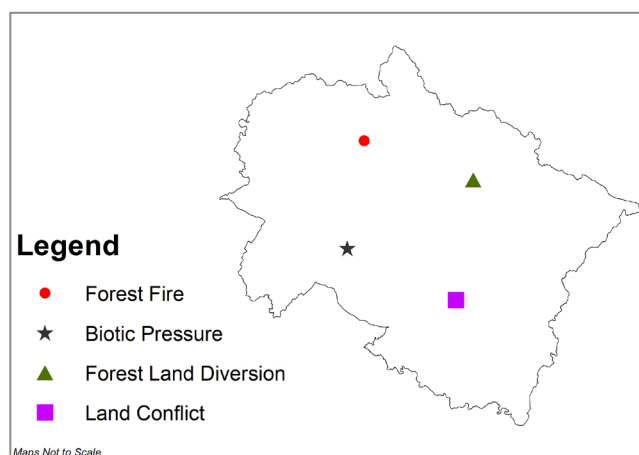 Legend
Forest Fire
Biotic Pressure
Forest Land Diversion
Land Conflict
Maps Not to Scale